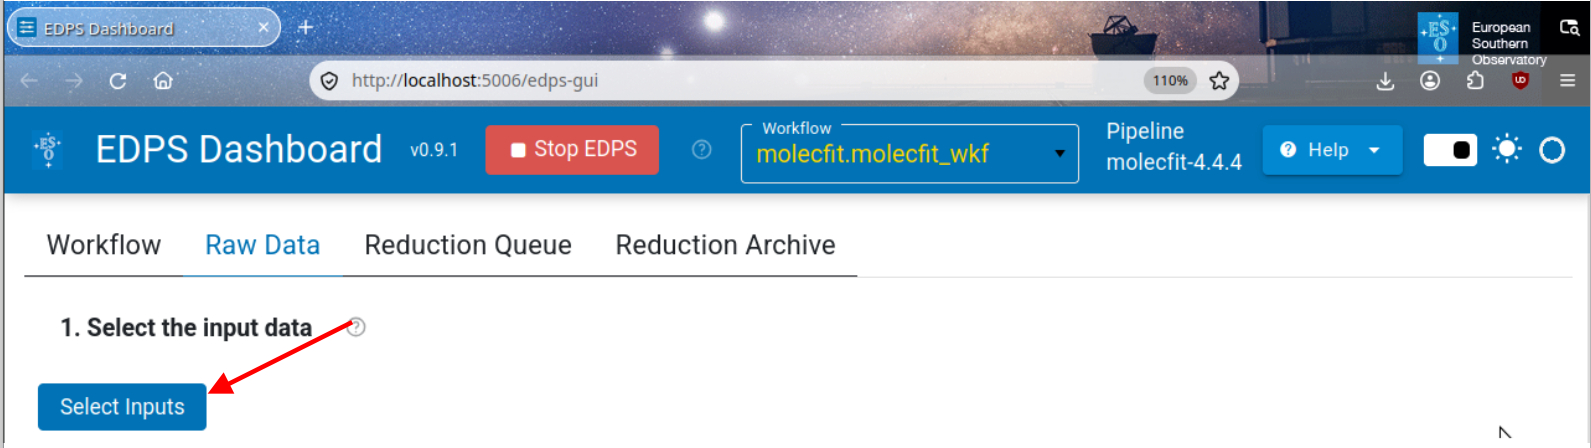 EDPS Dashboard
European
Southern
Observatory
http://localhost:5006/edps-gui
110%
EDPS Dashboard v0.9.1 Stop EDPS
Workflow
molecfit.molecfit_wkf
Pipeline
molecfit-4.4.4
Help
Workflow Raw Data Reduction Queue Reduction Archive
1. Select the input data
Select Inputs